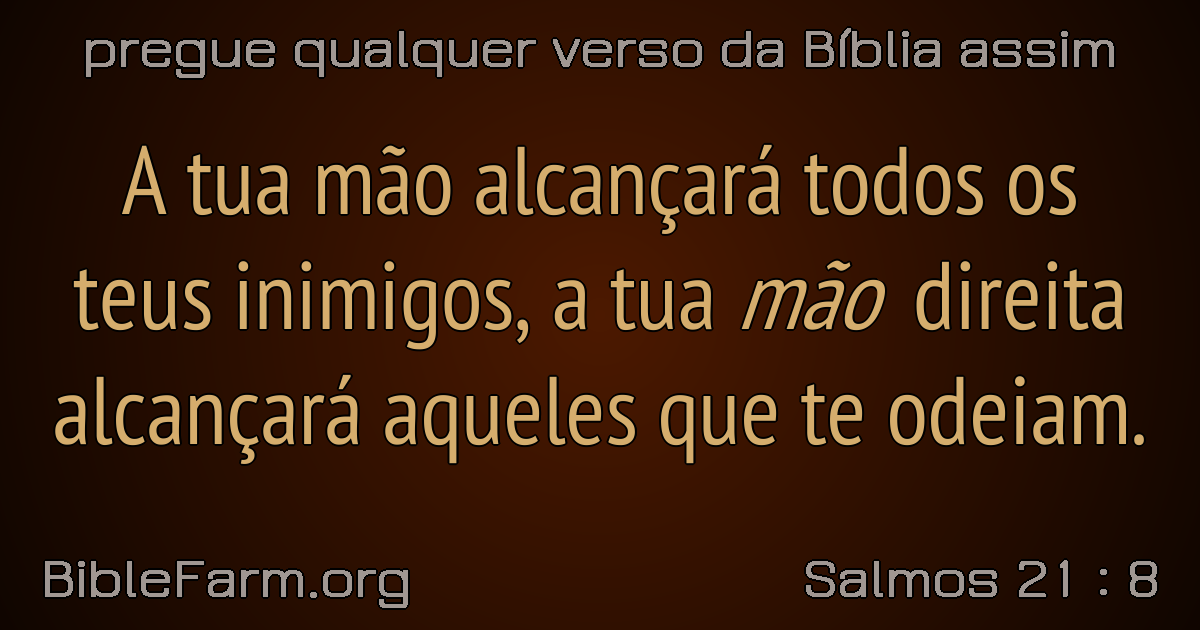 pregue qualquer verso da Bíblia assim
A tua mão alcançará todos os
teus inimigos, a tua mão direita
alcançará aqueles que te odeiam.
BibleFarm.org
Salmos 21 : 8